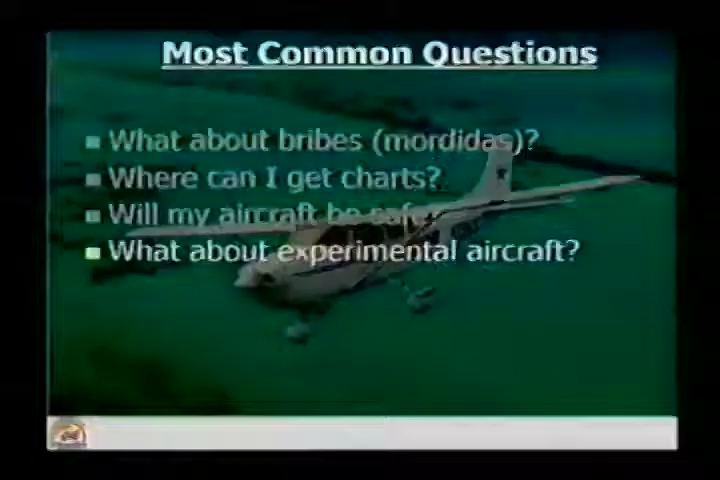 Most Common Questions
What about bribes (mordidas)?
Where can I get charts?
Will my aircraft be safe
What about experimental aircraft?